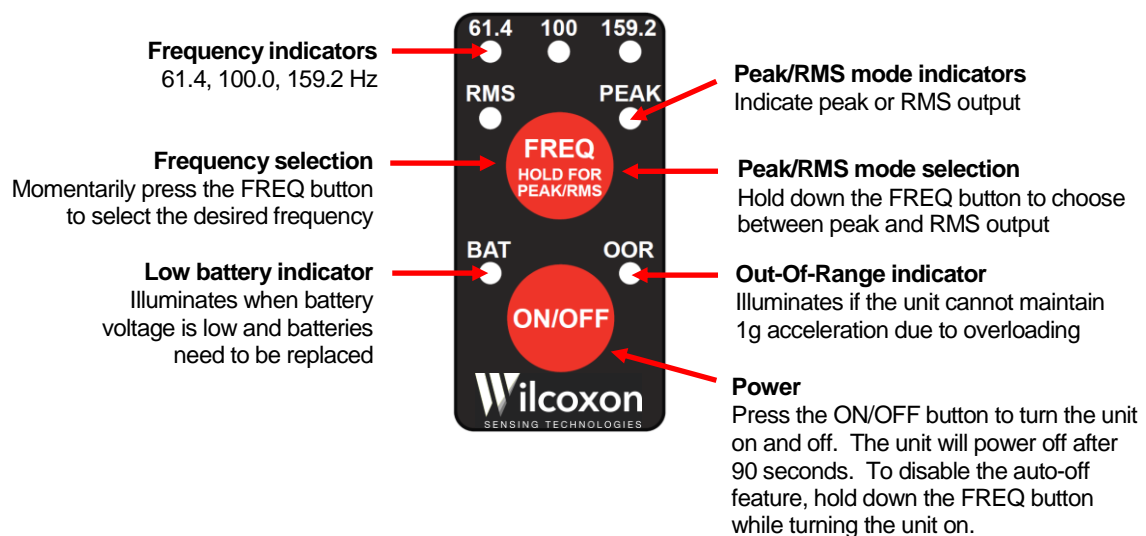 Frequency indicators
61.4, 100.0, 159.2 Hz
Frequency selection
Momentarily press the FREQ button
to select the desired frequency
Low battery indicator
Illuminates when battery
voltage is low and batteries
need to be replaced
61.4 100 159.2
RMS PEAK
FREQ
HOLD FOR
PEAK/RMS
BAT OOR
ON/OFF
Wilcoxon
SENSING TECHNOLOGIES
Peak/RMS mode indicators
Indicate peak or RMS output
Peak/RMS mode selection
Hold down the FREQ button to choose
between peak and RMS output
Out-Of-Range indicator
Illuminates if the unit cannot maintain
1g acceleration due to overloading
Power
Press the ON/OFF button to turn the unit
on and off.  The unit will power off after
90 seconds.  To disable the auto-off
feature, hold down the FREQ button
while turning the unit on.